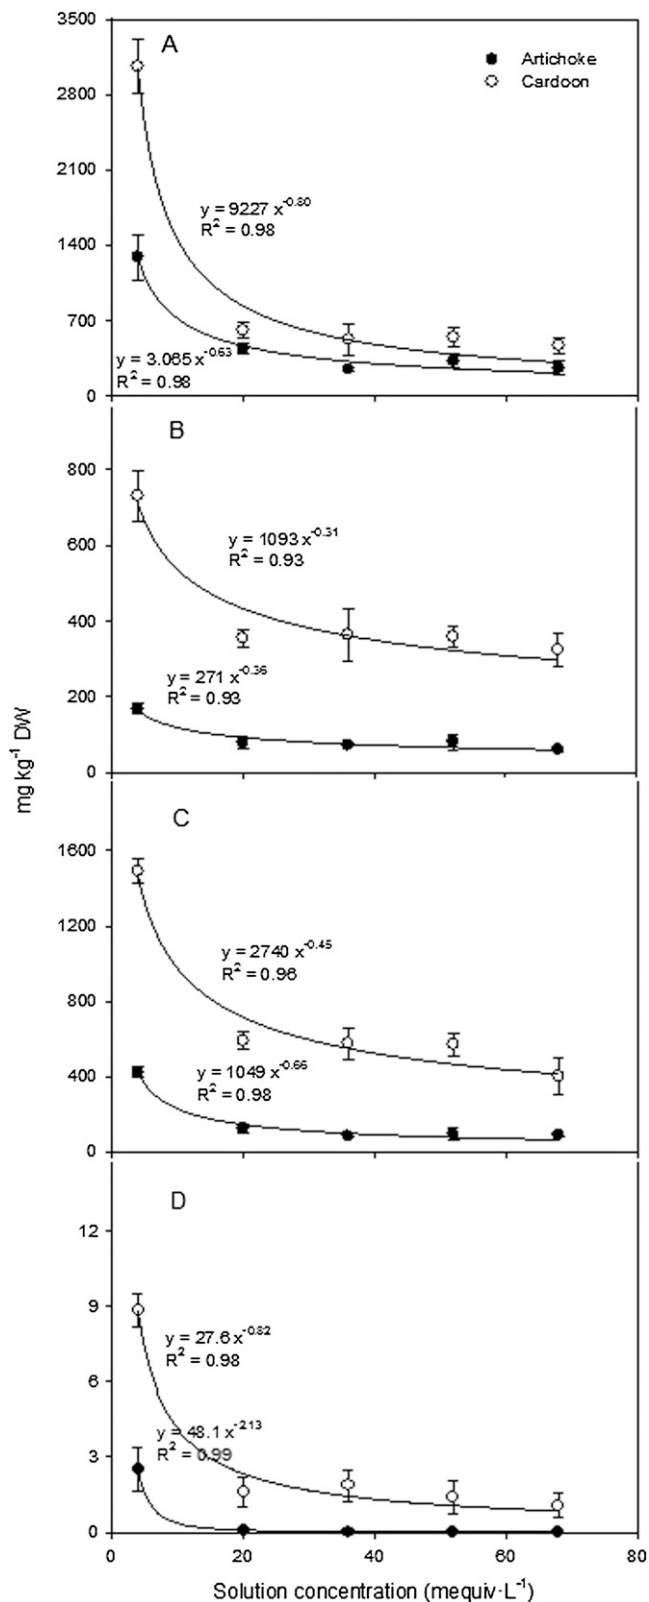 3500
A
Artichoke
Cardoon
2800
2100
y = 9227 x^-0.80
R² = 0.98
1400
700
y = 3.065 x^-0.63
R² = 0.98
0
B
800
y = 1093 x^-0.31
R² = 0.93
600
400
y = 271 x^-0.36
R² = 0.93
200
0
mg kg⁻¹ DW
C
1600
1200
y = 2740 x^-0.45
R² = 0.96
800
y = 1049 x^-0.66
R² = 0.98
400
0
D
12
9
y = 27.6 x^-0.82
R² = 0.98
6
y = 48.1 x^-2.13
R² = 0.99
3
0
0 20 40 60 80
Solution concentration (mequiv·L⁻¹)